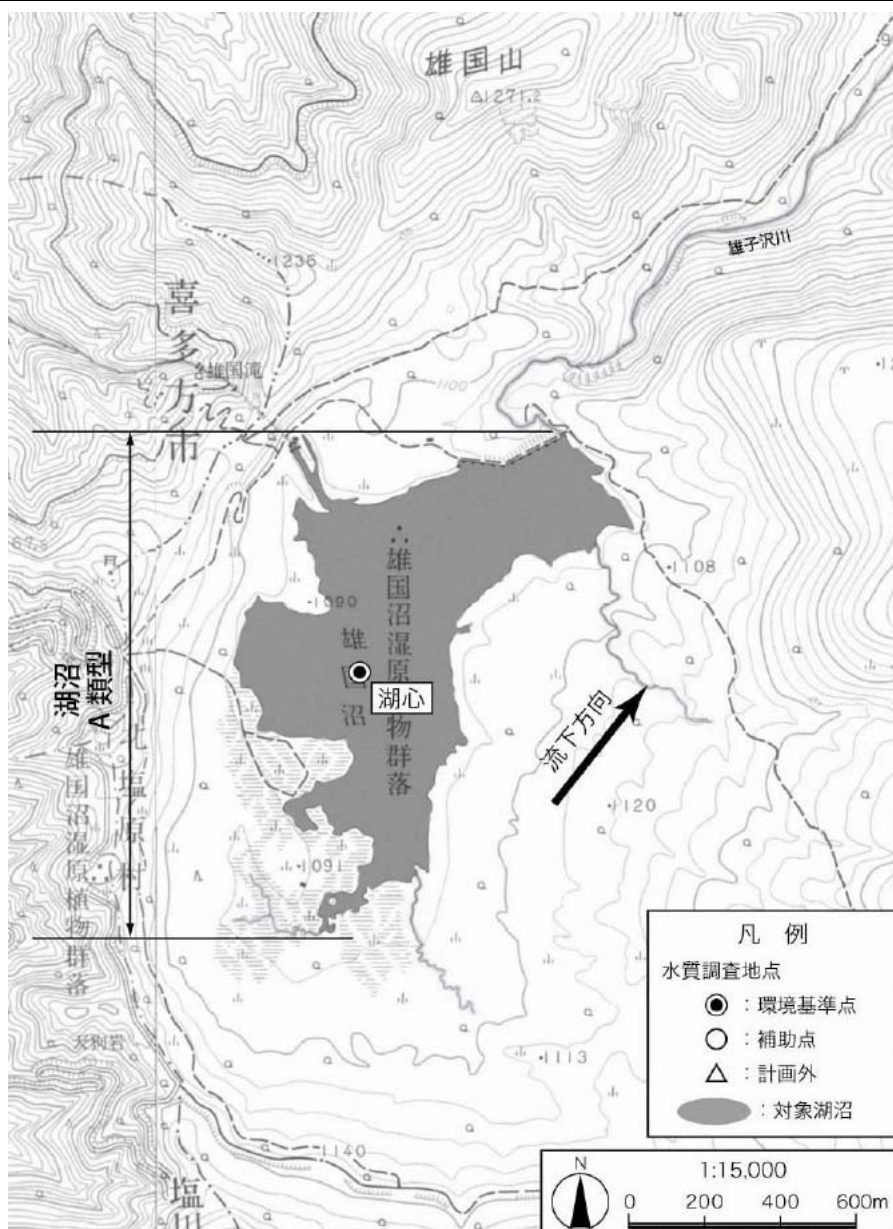 雄国山
△1271.2
雄子沢川
1235
喜多方市
雄国滝
1100
1108
雄国沼湿原植物群落
1090
雄国沼
湖心
湖沼
A類型
北塩原村
雄国沼湿原植物群落
流下方向
1120
1091
天狗岩
1113
1140
塩川
凡 例
水質調査地点
◉ : 環境基準点
○ : 補助点
△ : 計画外
: 対象湖沼
N
1:15,000
0 200 400 600m